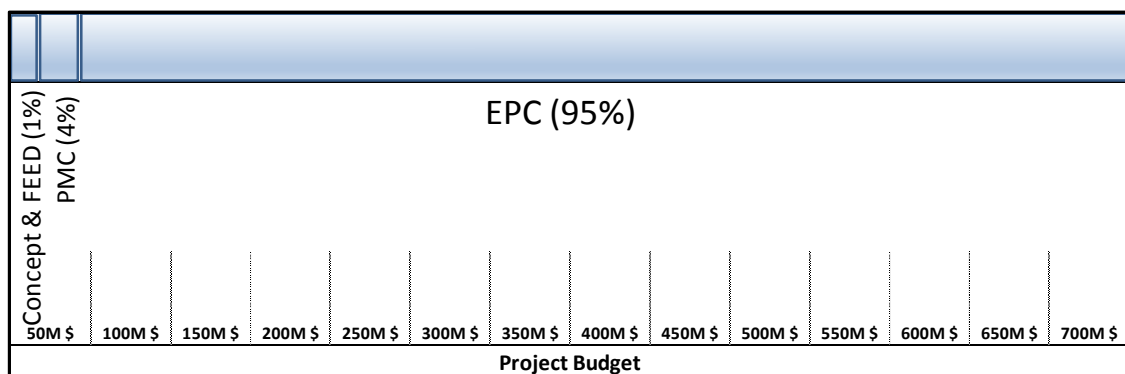 Concept & FEED (1%)
PMC (4%)
EPC (95%)
50M $ 100M $ 150M $ 200M $ 250M $ 300M $ 350M $ 400M $ 450M $ 500M $ 550M $ 600M $ 650M $ 700M $
Project Budget